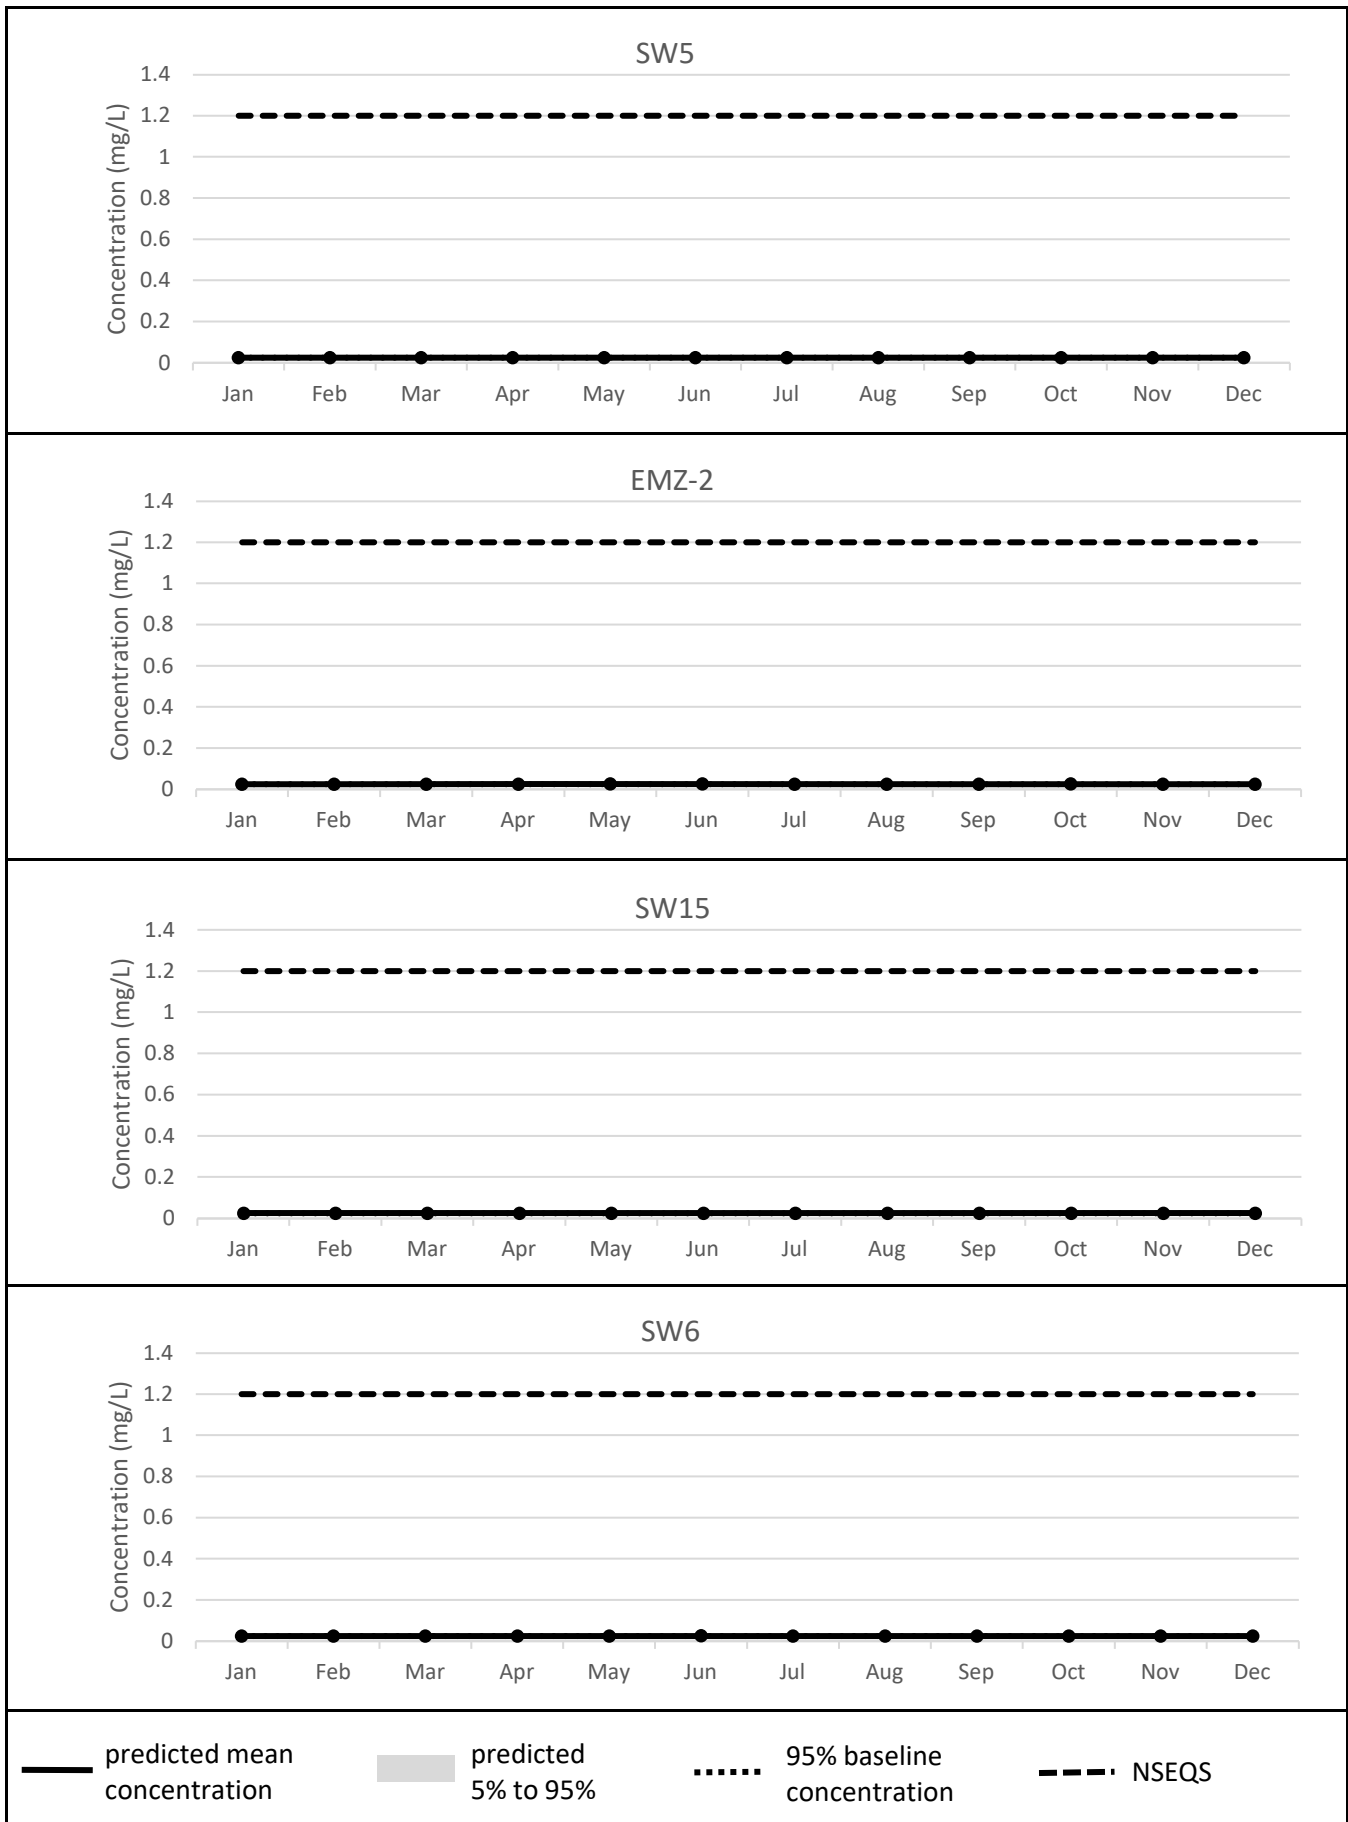 SW5
1.4
1.2
1
0.8
0.6
0.4
0.2
0
Concentration (mg/L)
Jan Feb Mar Apr May Jun Jul Aug Sep Oct Nov Dec
EMZ-2
1.4
1.2
1
0.8
0.6
0.4
0.2
0
Concentration (mg/L)
Jan Feb Mar Apr May Jun Jul Aug Sep Oct Nov Dec
SW15
1.4
1.2
1
0.8
0.6
0.4
0.2
0
Concentration (mg/L)
Jan Feb Mar Apr May Jun Jul Aug Sep Oct Nov Dec
SW6
1.4
1.2
1
0.8
0.6
0.4
0.2
0
Concentration (mg/L)
Jan Feb Mar Apr May Jun Jul Aug Sep Oct Nov Dec
predicted mean
concentration
predicted
5% to 95%
95% baseline
concentration
NSEQS